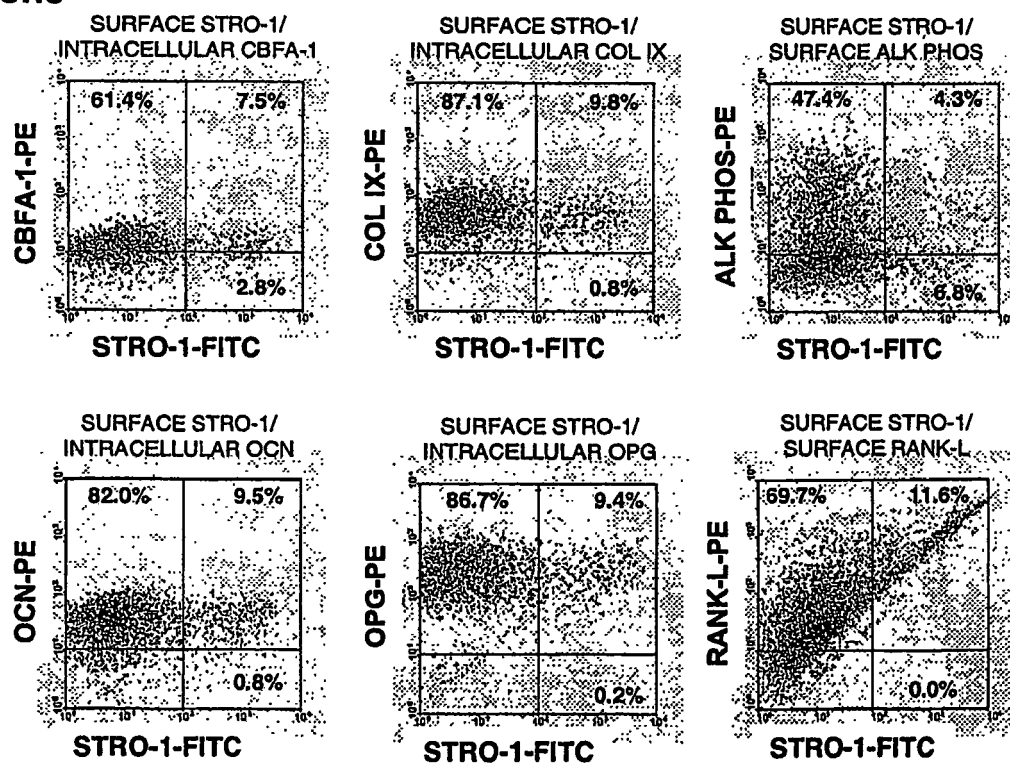 SURFACE STRO-1/
INTRACELLULAR CBFA-1
61.4%
7.5%
2.8%
CBFA-1-PE
STRO-1-FITC
SURFACE STRO-1/
INTRACELLULAR COL IX
87.1%
9.8%
0.8%
COL IX-PE
STRO-1-FITC
SURFACE STRO-1/
SURFACE ALK PHOS
47.4%
4.3%
6.8%
ALK PHOS-PE
STRO-1-FITC
SURFACE STRO-1/
INTRACELLULAR OCN
82.0%
9.5%
0.8%
OCN-PE
STRO-1-FITC
SURFACE STRO-1/
INTRACELLULAR OPG
86.7%
9.4%
0.2%
OPG-PE
STRO-1-FITC
SURFACE STRO-1/
SURFACE RANK-L
69.7%
11.6%
0.0%
RANK-L-PE
STRO-1-FITC